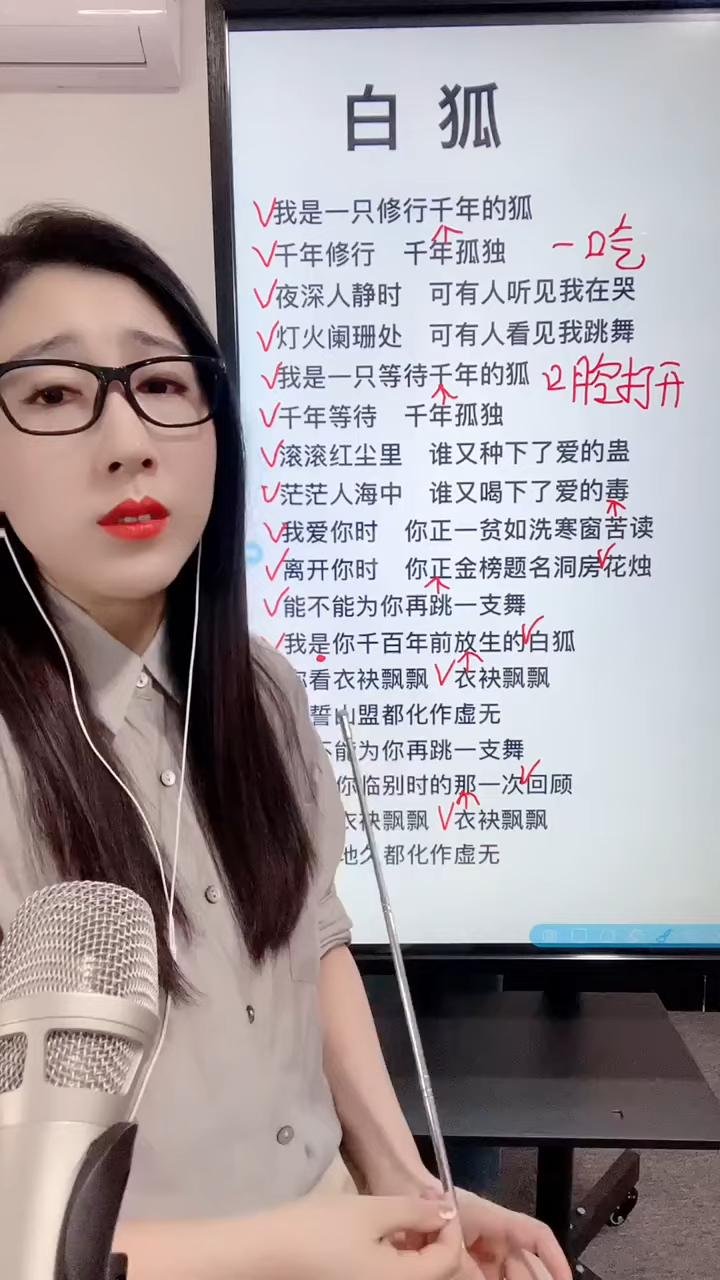 白狐
我是一只修行千年的狐
千年修行 千年孤独 一口气
夜深人静时 可有人听见我在哭
灯火阑珊处 可有人看见我跳舞
我是一只等待千年的狐 口腔打开
千年等待 千年孤独
滚滚红尘里 谁又种下了爱的蛊
茫茫人海中 谁又喝下了爱的毒
我爱你时 你正一贫如洗寒窗苦读
离开你时 你正金榜题名洞房花烛
能不能为你再跳一支舞
我是你千百年前放生的白狐
你看衣袂飘飘 衣袂飘飘
誓山盟都化作虚无
不能为你再跳一支舞
你临别时的那一次回顾
衣袂飘飘 衣袂飘飘
地久都化作虚无